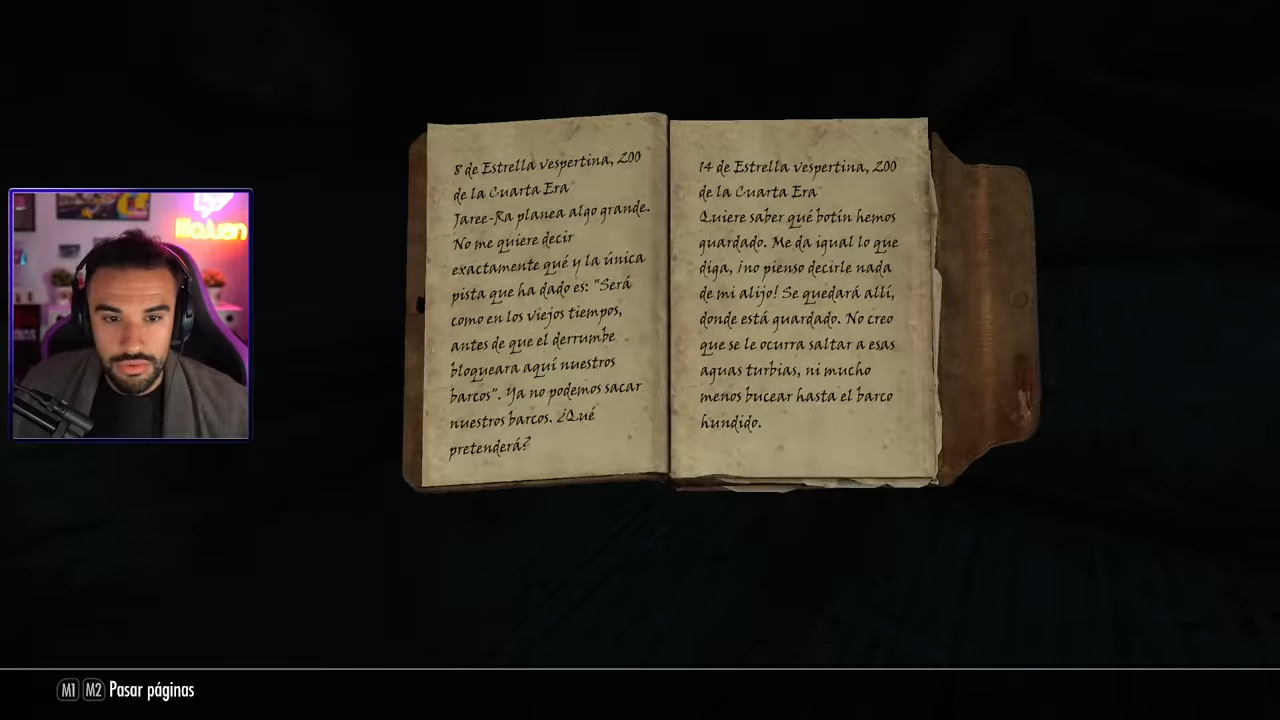 8 de Estrella vespertina, 200
de la Cuarta Era
Jaree-Ra planea algo grande.
No me quiere decir
exactamente qué y la única
pista que ha dado es: "Será
como en los viejos tiempos,
antes de que el derrumbe
bloqueara aquí nuestros
barcos". Ya no podemos sacar
nuestros barcos. ¿Qué
pretenderá?
14 de Estrella vespertina, 200
de la Cuarta Era
Quiere saber qué botín hemos
guardado. Me da igual lo que
diga, ¡no pienso decirle nada
de mi alijo! Se quedará allí,
donde está guardado. No creo
que se le ocurra saltar a esas
aguas turbias, ni mucho
menos bucear hasta el barco
hundido.
IlloJuan
M1 M2 Pasar páginas